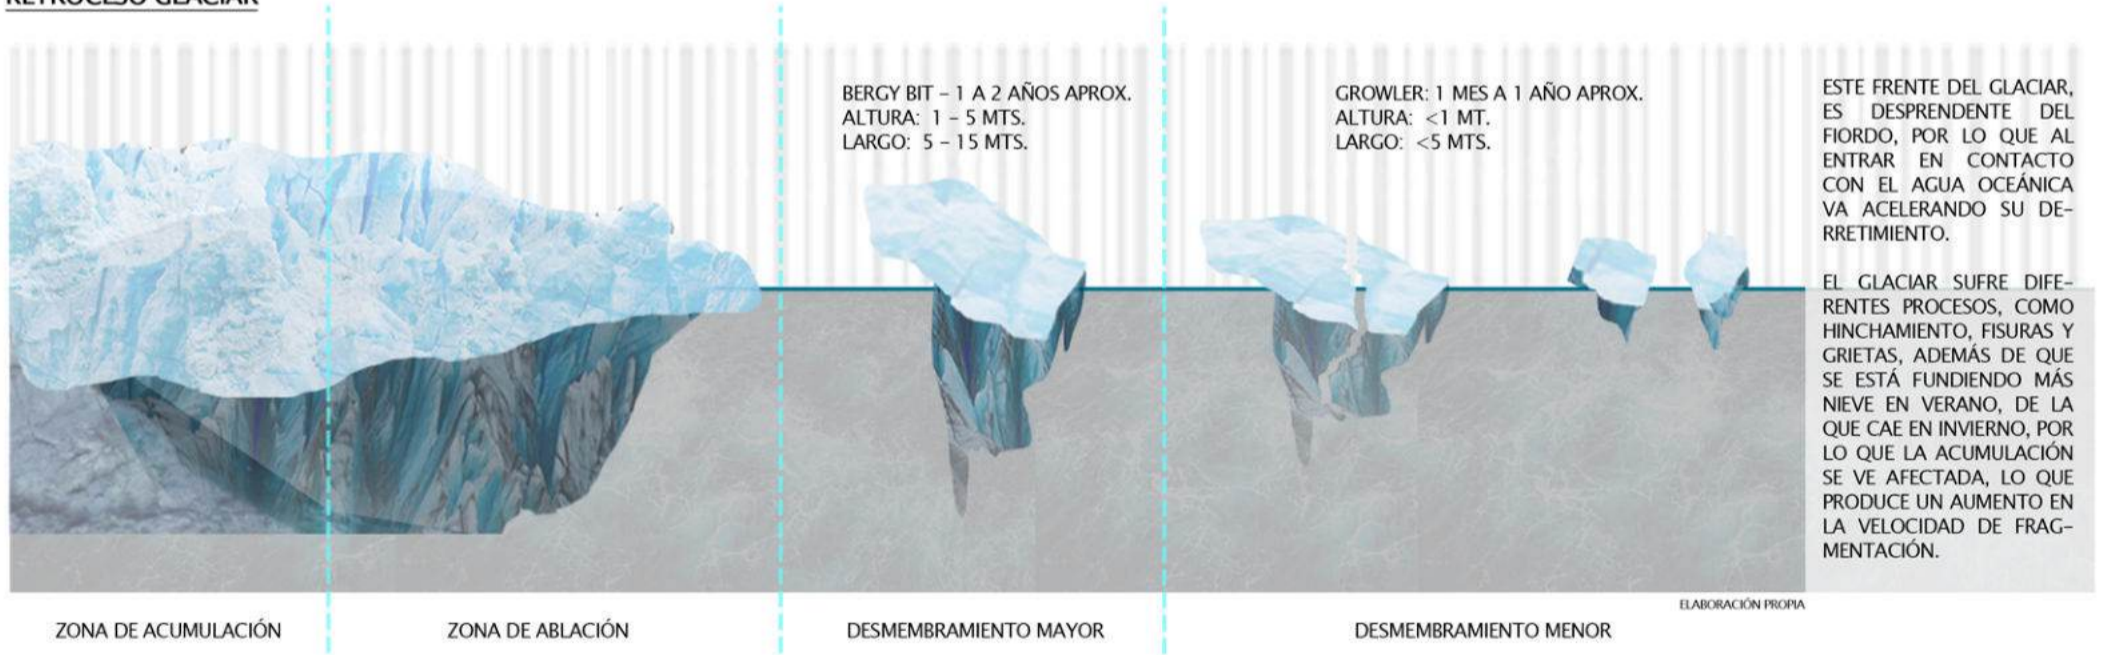 RETROCESO GLACIAR
BERGY BIT – 1 A 2 AÑOS APROX.
ALTURA: 1 – 5 MTS.
LARGO: 5 – 15 MTS.
GROWLER: 1 MES A 1 AÑO APROX.
ALTURA: <1 MT.
LARGO: <5 MTS.
ESTE FRENTE DEL GLACIAR,
ES DESPRENDENTE DEL
FIORDO, POR LO QUE AL
ENTRAR EN CONTACTO
CON EL AGUA OCEÁNICA
VA ACELERANDO SU DE–
RRETIMIENTO.
EL GLACIAR SUFRE DIFE–
RENTES PROCESOS, COMO
HINCHAMIENTO, FISURAS Y
GRIETAS, ADEMÁS DE QUE
SE ESTÁ FUNDIENDO MÁS
NIEVE EN VERANO, DE LA
QUE CAE EN INVIERNO, POR
LO QUE LA ACUMULACIÓN
SE VE AFECTADA, LO QUE
PRODUCE UN AUMENTO EN
LA VELOCIDAD DE FRAG–
MENTACIÓN.
ELABORACIÓN PROPIA
ZONA DE ACUMULACIÓN
ZONA DE ABLACIÓN
DESMEMBRAMIENTO MAYOR
DESMEMBRAMIENTO MENOR